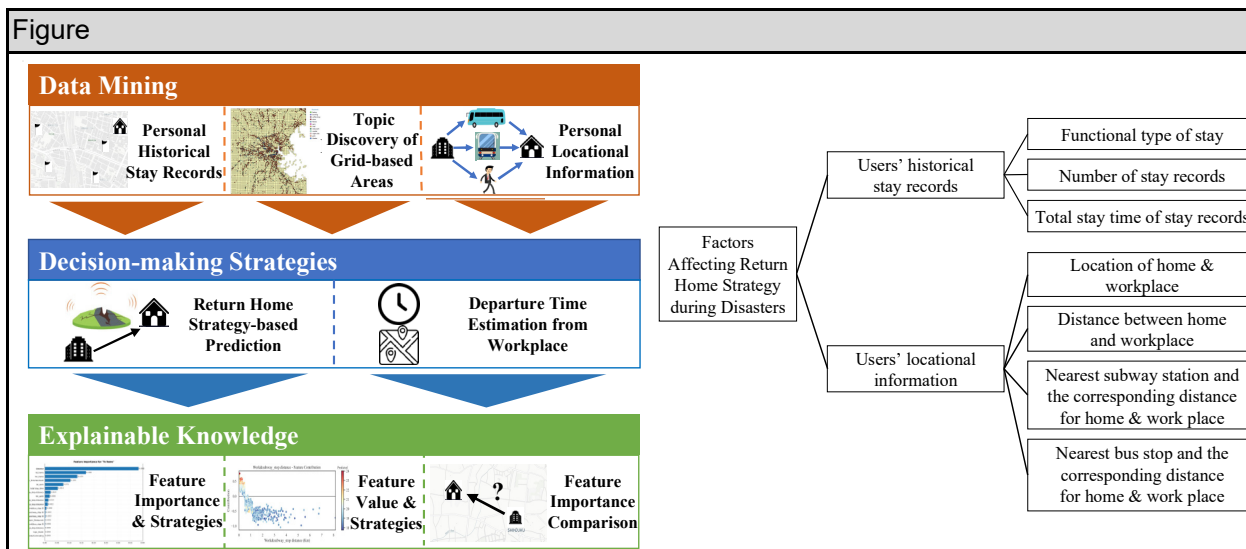 Figure
Data Mining
Personal
Historical
Stay Records
Topic
Discovery of
Grid-based
Areas
Personal
Locational
Information
Decision-making Strategies
Return Home
Strategy-based
Prediction
Departure Time
Estimation from
Workplace
Explainable Knowledge
Feature
Importance
& Strategies
Feature
Value &
Strategies
?
Feature
Importance
Comparison
Factors
Affecting Return
Home Strategy
during Disasters
Users' historical
stay records
Functional type of stay
Number of stay records
Total stay time of stay records
Users' locational
information
Location of home &
workplace
Distance between home
and workplace
Nearest subway station and
the corresponding distance
for home & work place
Nearest bus stop and the
corresponding distance
for home & work place